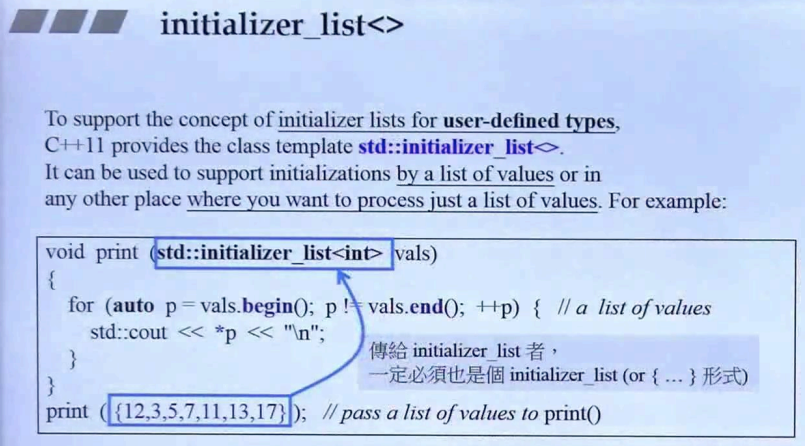 initializer_list<>
To support the concept of initializer lists for user-defined types,
C++11 provides the class template std::initializer_list<>.
It can be used to support initializations by a list of values or in
any other place where you want to process just a list of values. For example:
void print (std::initializer_list<int> vals)
{
for (auto p = vals.begin(); p != vals.end(); ++p) { // a list of values
std::cout << *p << "\n";
}
}
傳給 initializer_list 者，
一定必須也是個 initializer_list (or { ... } 形式)
print ( {12,3,5,7,11,13,17} ); // pass a list of values to print()